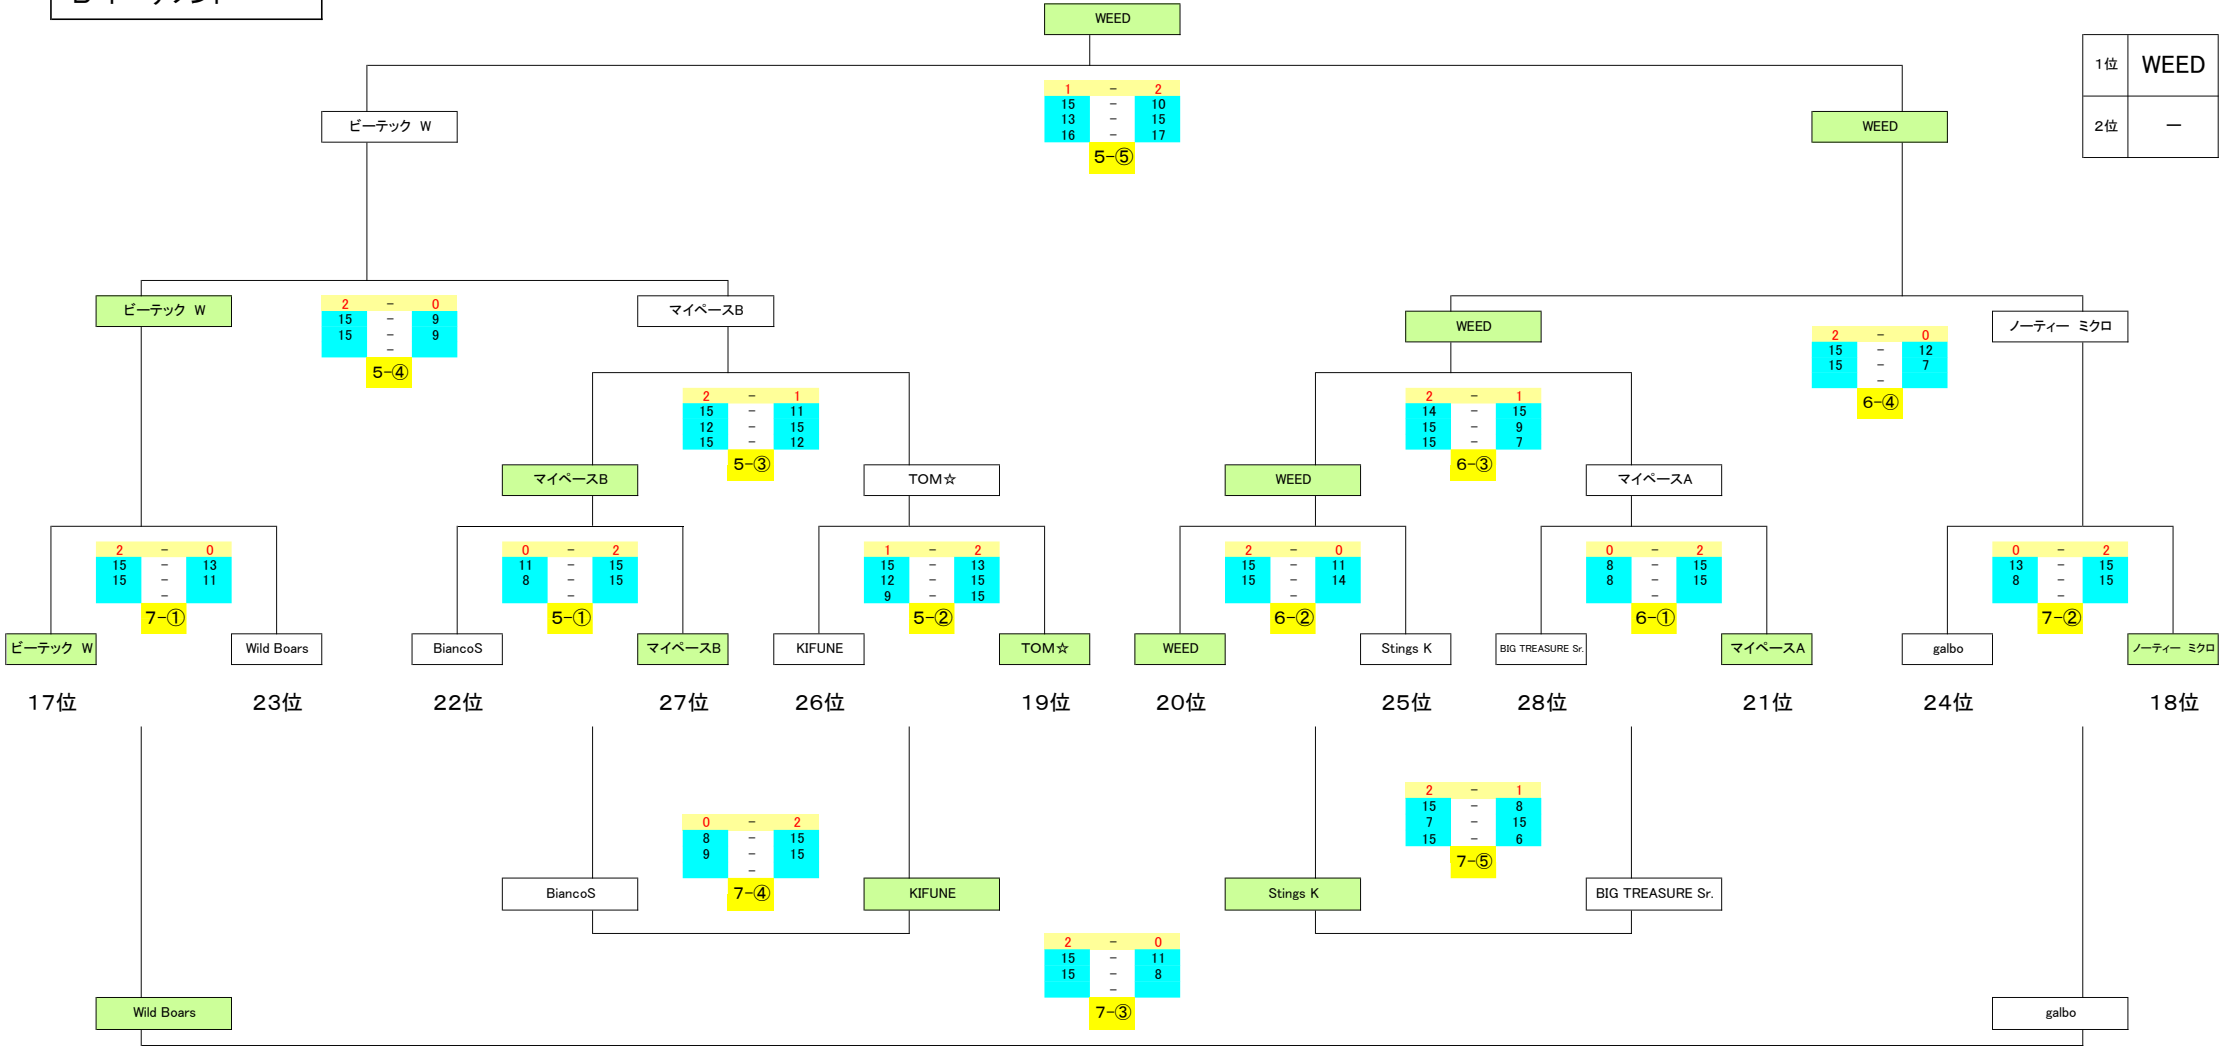 WEED
1位 WEED
2位 －
1 - 2
15 - 10
13 - 15
16 - 17
5-⑤
ビーテック W
WEED
ビーテック W
2 - 0
15 - 9
15 - 9
-
5-④
マイペースB
WEED
2 - 0
15 - 12
15 - 7
-
6-④
ノーティー ミクロ
2 - 1
15 - 11
12 - 15
15 - 12
5-③
2 - 1
14 - 15
15 - 9
15 - 7
6-③
マイペースB
TOM☆
WEED
マイペースA
2 - 0
15 - 13
15 - 11
-
7-①
0 - 2
11 - 15
8 - 15
-
5-①
1 - 2
15 - 13
12 - 15
9 - 15
5-②
2 - 0
15 - 11
15 - 14
-
6-②
0 - 2
8 - 15
8 - 15
-
6-①
0 - 2
13 - 15
8 - 15
-
7-②
ビーテック W
Wild Boars
BiancoS
マイペースB
KIFUNE
TOM☆
WEED
Stings K
BIG TREASURE Sr.
マイペースA
galbo
ノーティー ミクロ
17位
23位
22位
27位
26位
19位
20位
25位
28位
21位
24位
18位
0 - 2
8 - 15
9 - 15
-
7-④
2 - 1
15 - 8
7 - 15
15 - 6
7-⑤
BiancoS
KIFUNE
Stings K
BIG TREASURE Sr.
2 - 0
15 - 11
15 - 8
-
7-③
Wild Boars
galbo